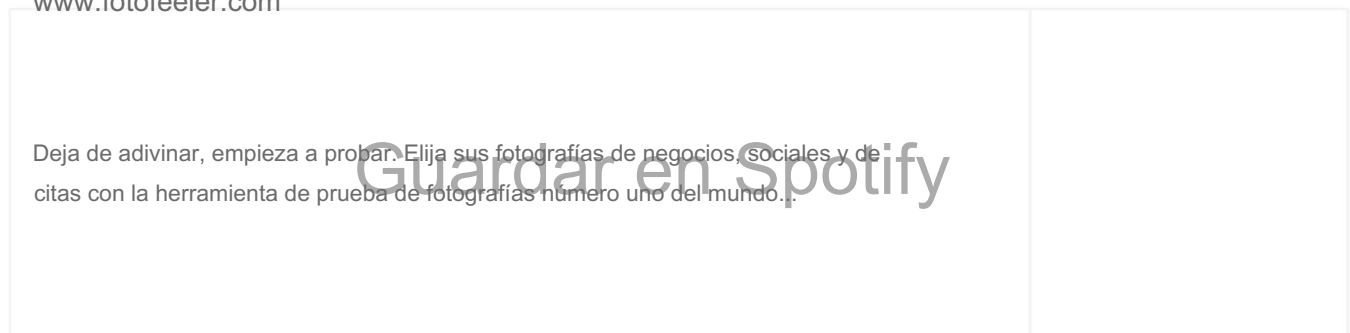 www.fotofeeler.com
Deja de adivinar, empieza a probar. Elija sus fotografías de negocios, sociales y de
citas con la herramienta de prueba de fotografías número uno del mundo...
Guardar en Spotify